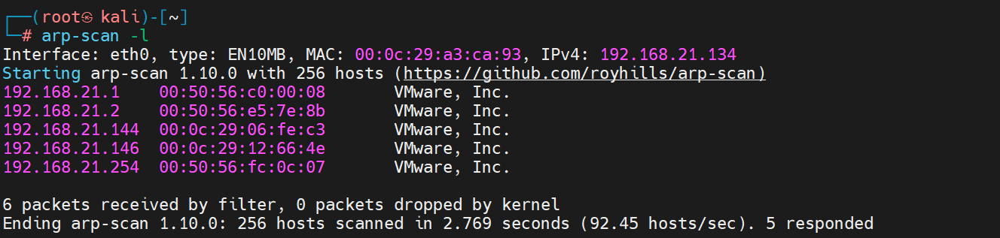 ┌──(root㉿kali)-[~]
└─# arp-scan -l
Interface: eth0, type: EN10MB, MAC: 00:0c:29:a3:ca:93, IPv4: 192.168.21.134
Starting arp-scan 1.10.0 with 256 hosts (https://github.com/royhills/arp-scan)
192.168.21.1    00:50:56:c0:00:08       VMware, Inc.
192.168.21.2    00:50:56:e5:7e:8b       VMware, Inc.
192.168.21.144  00:0c:29:06:fe:c3       VMware, Inc.
192.168.21.146  00:0c:29:12:66:4e       VMware, Inc.
192.168.21.254  00:50:56:fc:0c:07       VMware, Inc.
6 packets received by filter, 0 packets dropped by kernel
Ending arp-scan 1.10.0: 256 hosts scanned in 2.769 seconds (92.45 hosts/sec). 5 responded